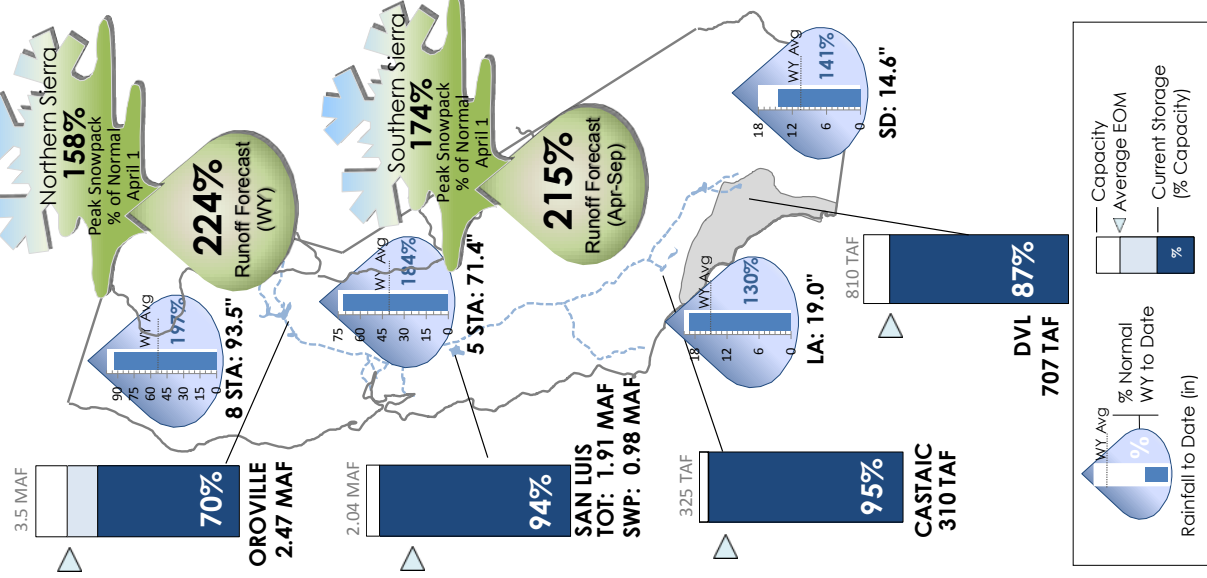 Northern Sierra
158%
Peak Snowpack
% of Normal
April 1
224%
Runoff Forecast
(WY)
Southern Sierra
174%
Peak Snowpack
% of Normal
April 1
215%
Runoff Forecast
(Apr-Sep)
90
75
60
45
30
15
0
WY Avg
197%
8 STA: 93.5"
75
60
45
30
15
0
WY Avg
184%
5 STA: 71.4"
18
12
6
0
WY Avg
130%
LA: 19.0"
18
12
6
0
WY Avg
141%
SD: 14.6"
3.5 MAF
70%
OROVILLE
2.47 MAF
2.04 MAF
94%
SAN LUIS
TOT: 1.91 MAF
SWP: 0.98 MAF
325 TAF
95%
CASTAIC
310 TAF
810 TAF
87%
DVL
707 TAF
WY Avg
%
% Normal
WY to Date
Rainfall to Date (in)
Capacity
Average EOM
%
Current Storage
(% Capacity)